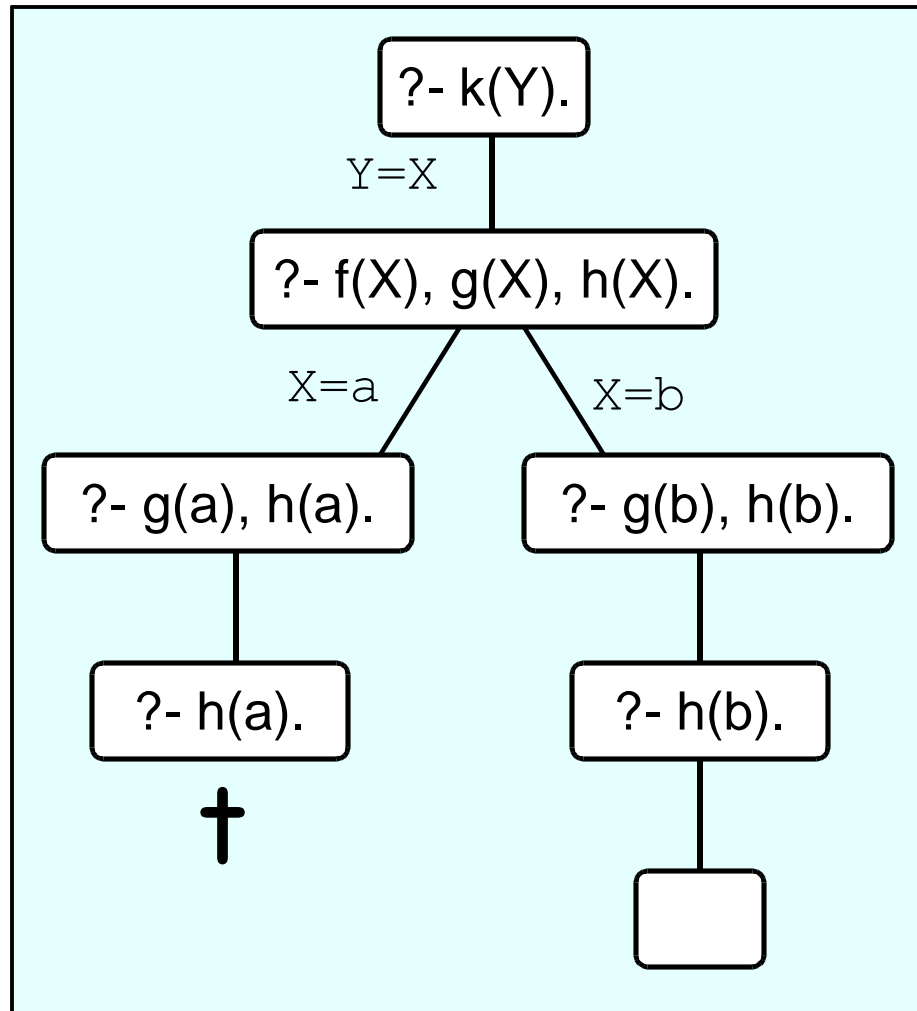 ?- k(Y).
Y=X
?- f(X), g(X), h(X).
X=a
X=b
?- g(a), h(a).
?- g(b), h(b).
?- h(a).
?- h(b).
†